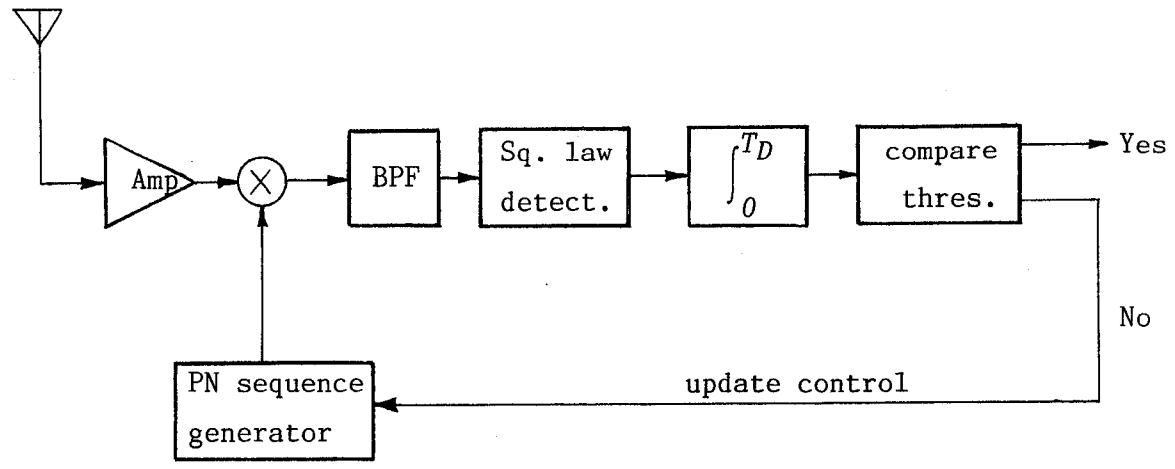 Amp
BPF
Sq. law
detect.
∫₀^T_D
compare
thres.
Yes
No
PN sequence
generator
update control